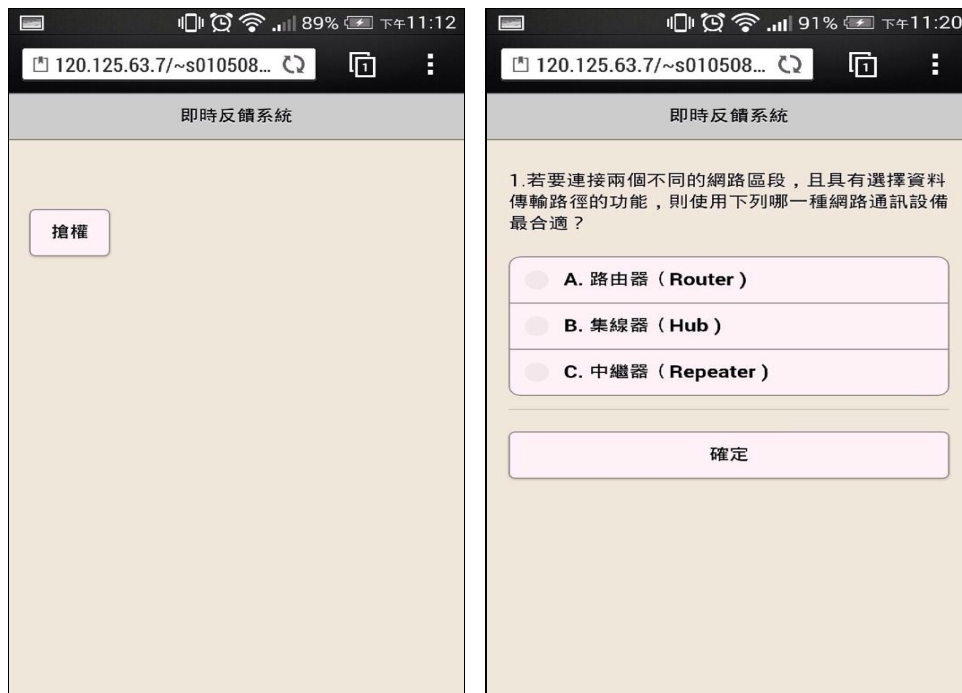 89% 下午11:12
120.125.63.7/~s010508... 1
即時反饋系統
搶權
91% 下午11:20
120.125.63.7/~s010508... 1
即時反饋系統
1.若要連接兩個不同的網路區段，且具有選擇資料
傳輸路徑的功能，則使用下列哪一種網路通訊設備
最合適？
A. 路由器（Router）
B. 集線器（Hub）
C. 中繼器（Repeater）
確定